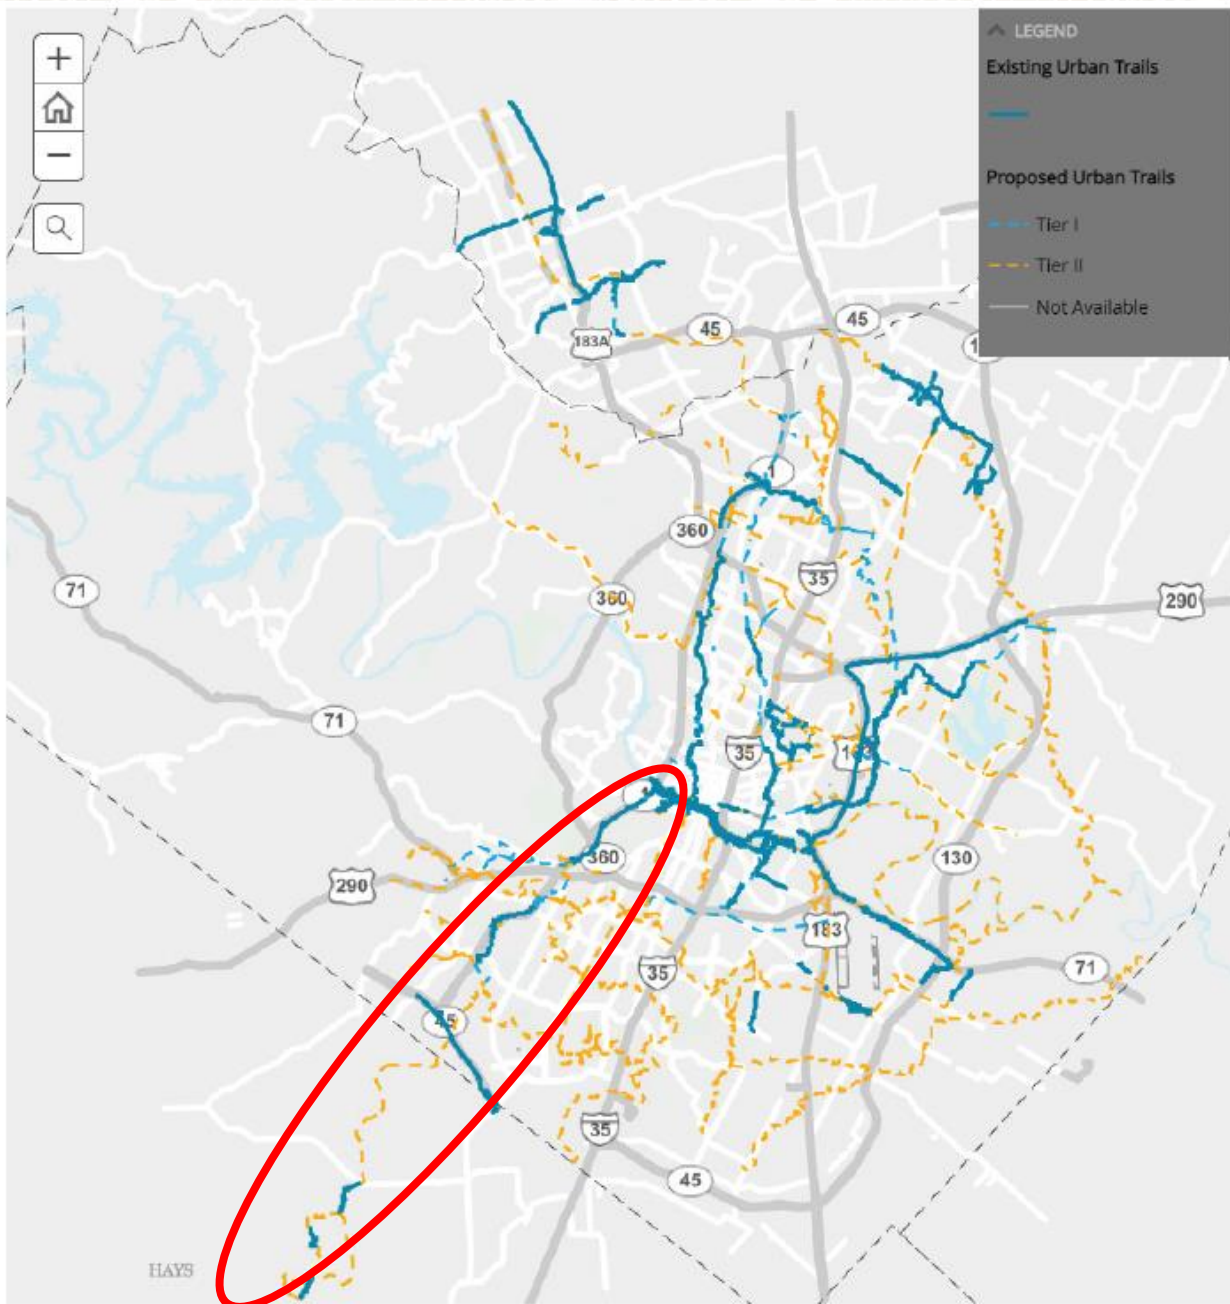 +
−
LEGEND
Existing Urban Trails
Proposed Urban Trails
Tier I
Tier II
Not Available
183A
45
45
1
360
360
35
71
290
71
35
183
360
130
290
183
35
71
45
35
45
HAYS